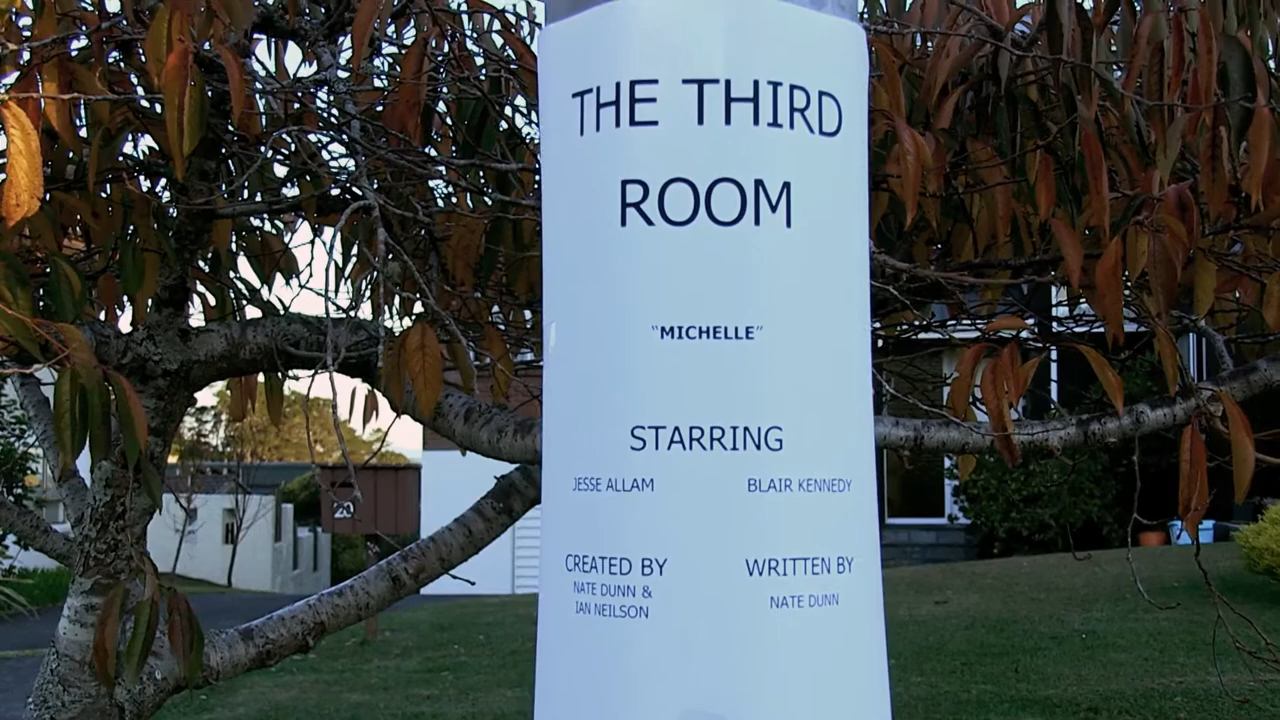 THE THIRD
ROOM
"MICHELLE"
STARRING
JESSE ALLAM BLAIR KENNEDY
CREATED BY WRITTEN BY
NATE DUNN &
IAN NEILSON
NATE DUNN
20